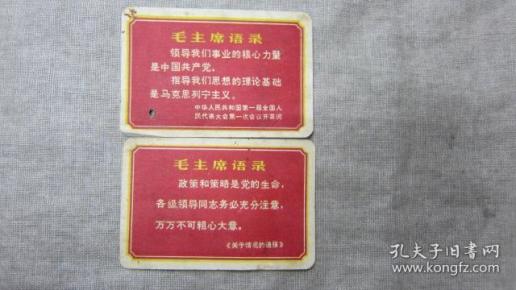 毛主席语录
领导我们事业的核心力量
是中国共产党，
指导我们思想的理论基础
是马克思列宁主义。
中华人民共和国第一届全国人
民代表大会第一次会议开幕词
毛主席语录
政策和策略是党的生命，
各级领导同志务必充分注意，
万万不可粗心大意。
《关于情况的通报》
孔夫子旧书网
www.kongfz.com